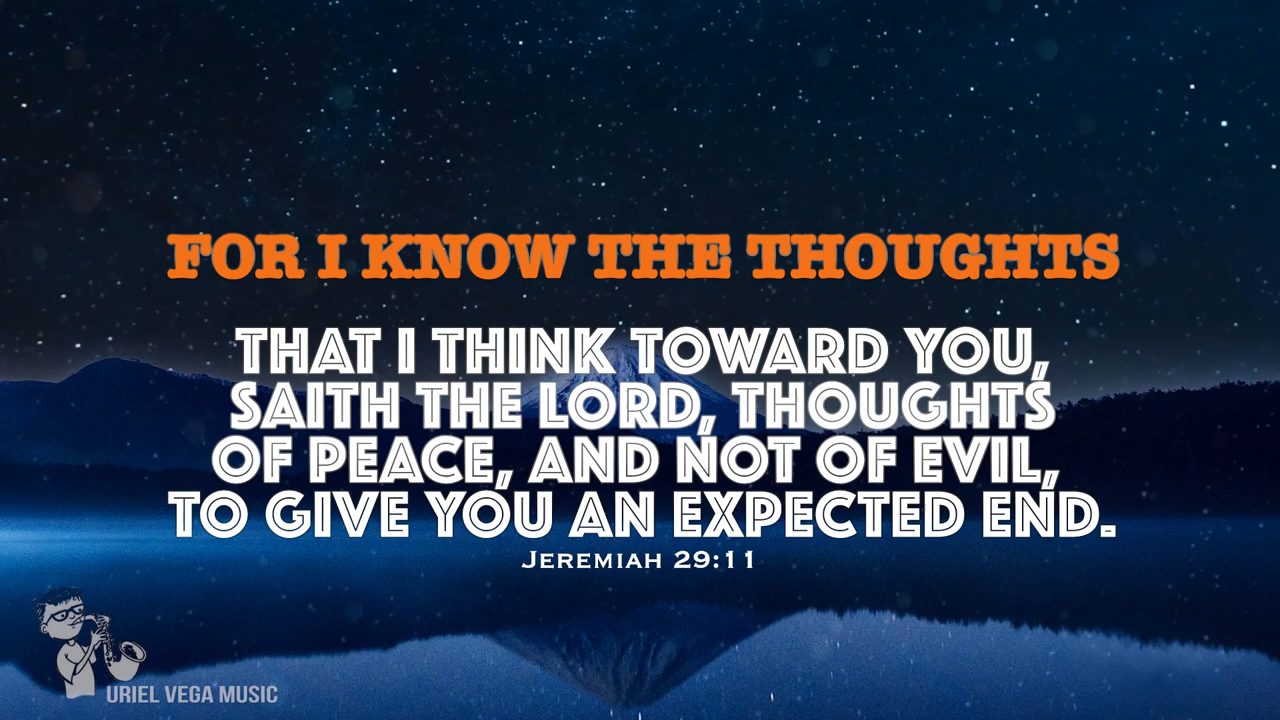 FOR I KNOW THE THOUGHTS
THAT I THINK TOWARD YOU,
SAITH THE LORD, THOUGHTS
OF PEACE, AND NOT OF EVIL,
TO GIVE YOU AN EXPECTED END.
JEREMIAH 29:11
URIEL VEGA MUSIC